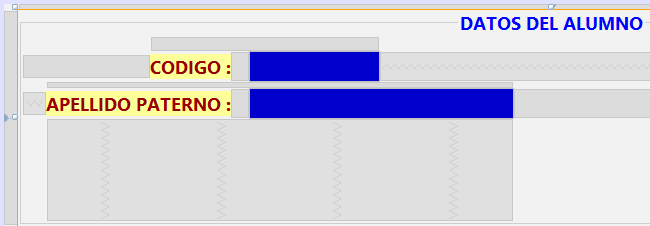 DATOS DEL ALUMNO
CODIGO :
APELLIDO PATERNO :